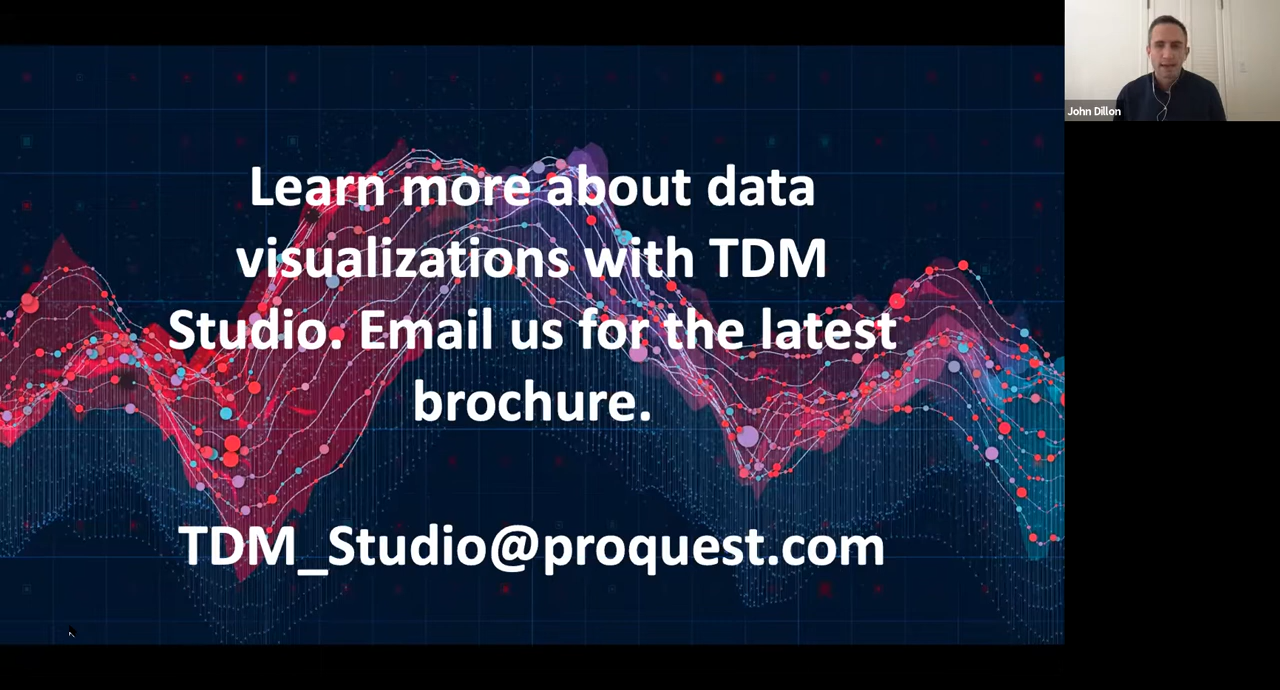 Learn more about data
visualizations with TDM
Studio. Email us for the latest
brochure.
TDM_Studio@proquest.com
John Dillon